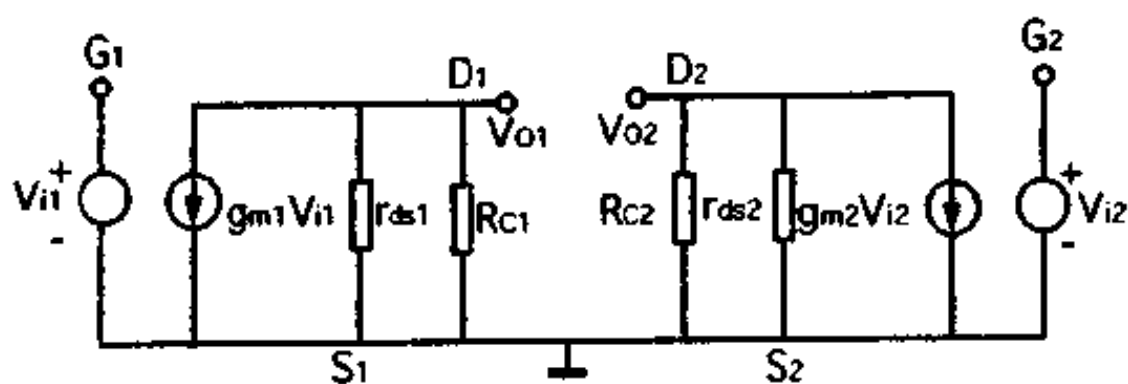 G1
G2
D1
D2
Vo1
Vo2
Vi1
+
-
gm1Vi1
rds1
Rc1
Rc2
rds2
gm2Vi2
+
-
Vi2
S1
S2